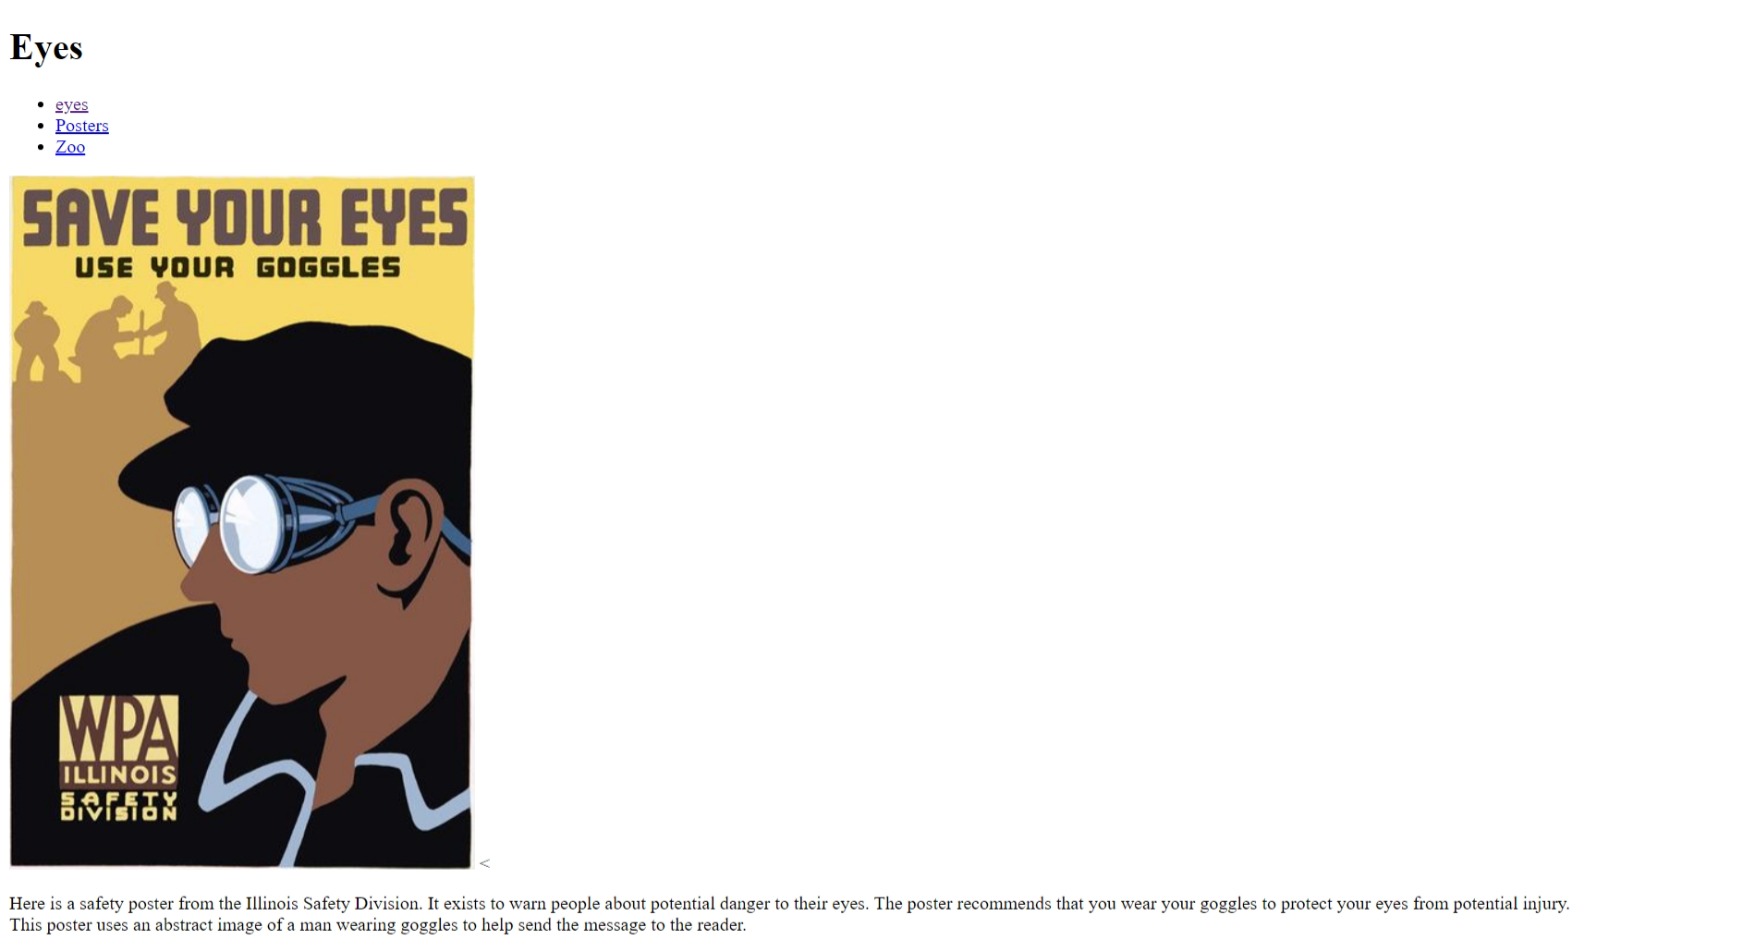 Eyes
eyes
Posters
Zoo
SAVE YOUR EYES
USE YOUR GOGGLES
WPA
ILLINOIS
SAFETY
DIVISION
<
Here is a safety poster from the Illinois Safety Division. It exists to warn people about potential danger to their eyes. The poster recommends that you wear your goggles to protect your eyes from potential injury.
This poster uses an abstract image of a man wearing goggles to help send the message to the reader.